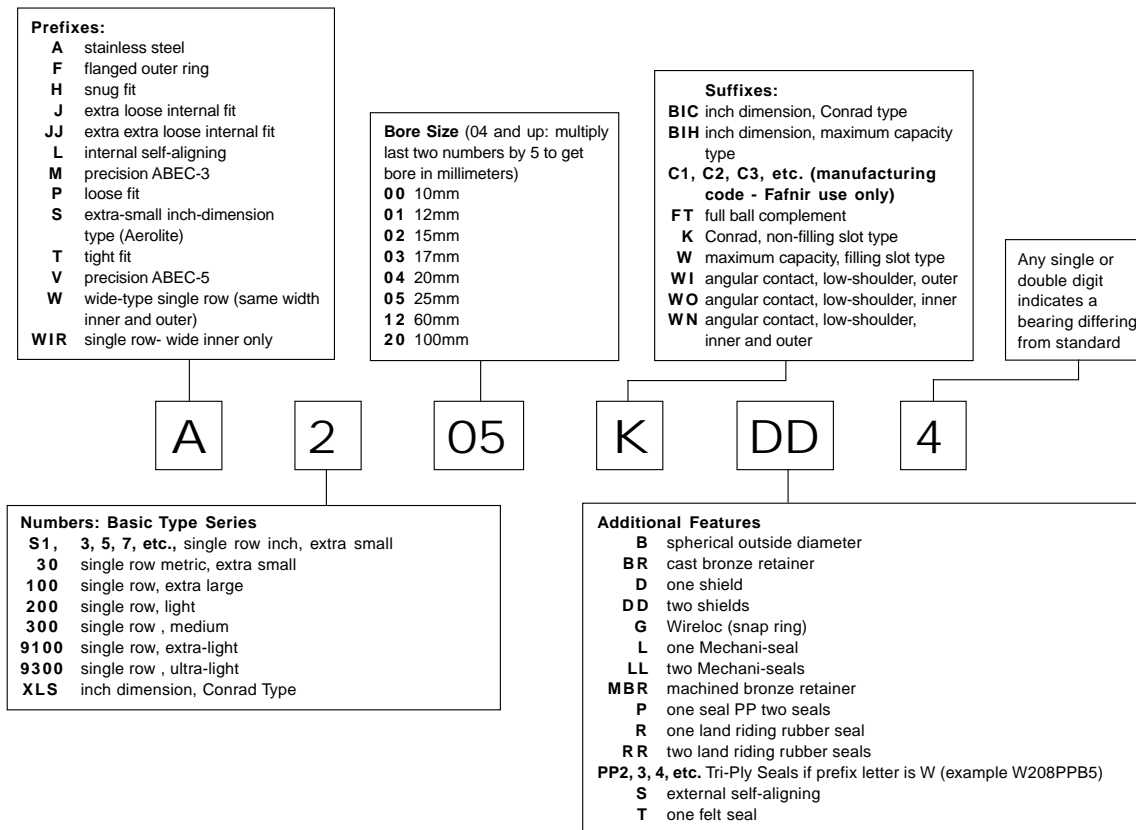 Prefixes:
A stainless steel
F flanged outer ring
H snug fit
J extra loose internal fit
JJ extra extra loose internal fit
L internal self-aligning
M precision ABEC-3
P loose fit
S extra-small inch-dimension
type (Aerolite)
T tight fit
V precision ABEC-5
W wide-type single row (same width
inner and outer)
WIR single row- wide inner only
Bore Size (04 and up: multiply
last two numbers by 5 to get
bore in millimeters)
00 10mm
01 12mm
02 15mm
03 17mm
04 20mm
05 25mm
12 60mm
20 100mm
Suffixes:
BIC inch dimension, Conrad type
BIH inch dimension, maximum capacity
type
C1, C2, C3, etc. (manufacturing
code - Fafnir use only)
FT full ball complement
K Conrad, non-filling slot type
W maximum capacity, filling slot type
WI angular contact, low-shoulder, outer
WO angular contact, low-shoulder, inner
WN angular contact, low-shoulder,
inner and outer
Any single or
double digit
indicates a
bearing differing
from standard
A 2 05 K DD 4
Numbers: Basic Type Series
S1, 3, 5, 7, etc., single row inch, extra small
30 single row metric, extra small
100 single row, extra large
200 single row, light
300 single row , medium
9100 single row, extra-light
9300 single row , ultra-light
XLS inch dimension, Conrad Type
Additional Features
B spherical outside diameter
BR cast bronze retainer
D one shield
DD two shields
G Wireloc (snap ring)
L one Mechani-seal
LL two Mechani-seals
MBR machined bronze retainer
P one seal PP two seals
R one land riding rubber seal
RR two land riding rubber seals
PP2, 3, 4, etc. Tri-Ply Seals if prefix letter is W (example W208PPB5)
S external self-aligning
T one felt seal